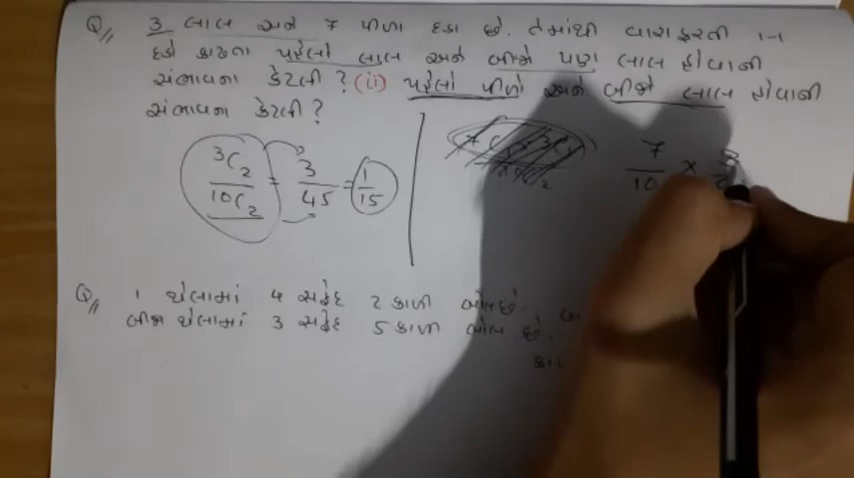 Q 3 લાલ અને 7 પીળા દડા છે. તેમાંથી વારાફરતી 1-1
દડો કાઢતા પહેલો લાલ અને બીજો પણ લાલ હોવાની
સંભાવના કેટલી? (ii) પહેલો પીળો અને બીજો લાલ હોવાની
સંભાવના કેટલી?
3C2 / 10C2 = 3/45 = 1/15
7/10 × 3
Q 1 થેલામાં 4 સફેદ 2 કાળી બોલ છે.
બીજા થેલામાં 3 સફેદ 5 કાળી બોલ છે.